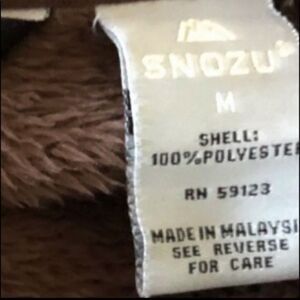 SNOZU
M
SHELL:
100%POLYESTE
RN 59123
MADE IN MALAYSI
SEE REVERSE
FOR CARE